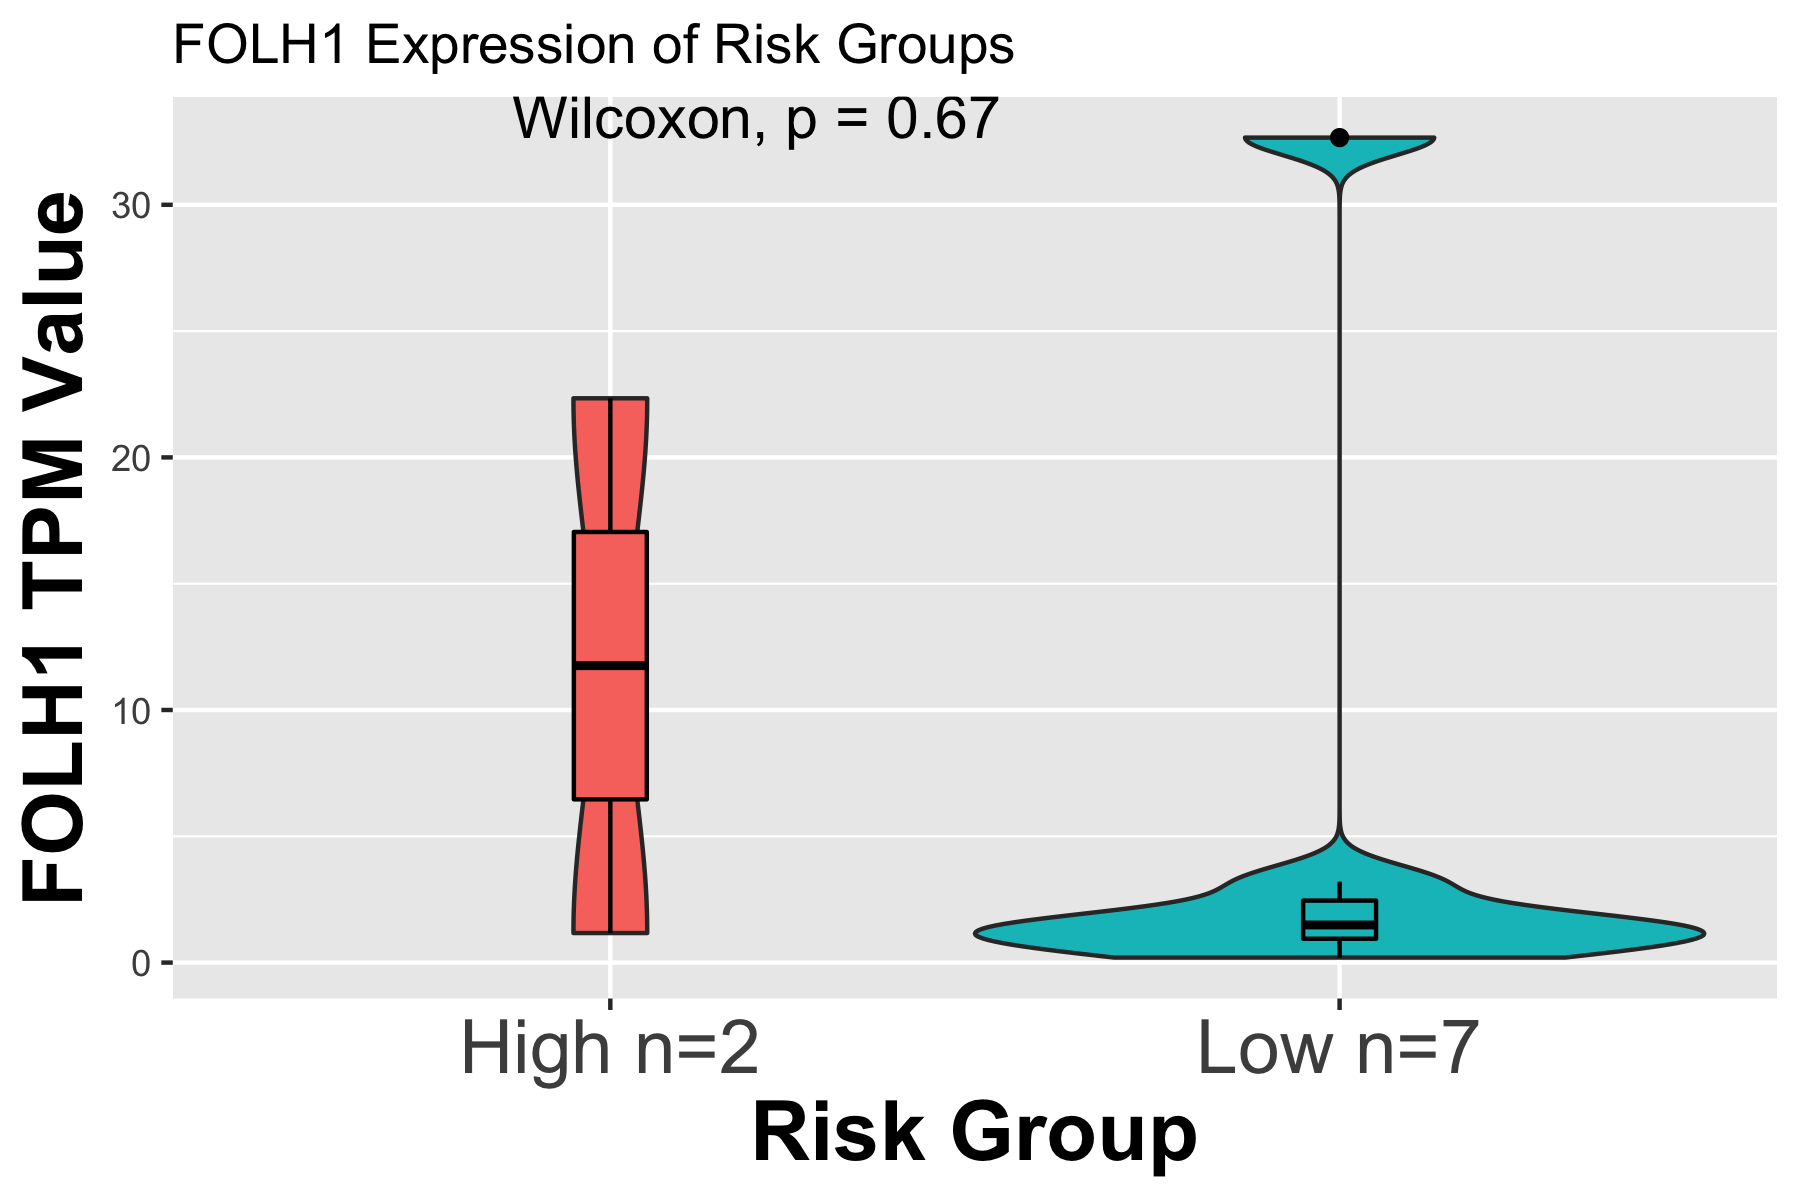 FOLH1 Expression of Risk Groups
Wilcoxon, p = 0.67
FOLH1 TPM Value
30
20
10
0
High n=2
Low n=7
Risk Group